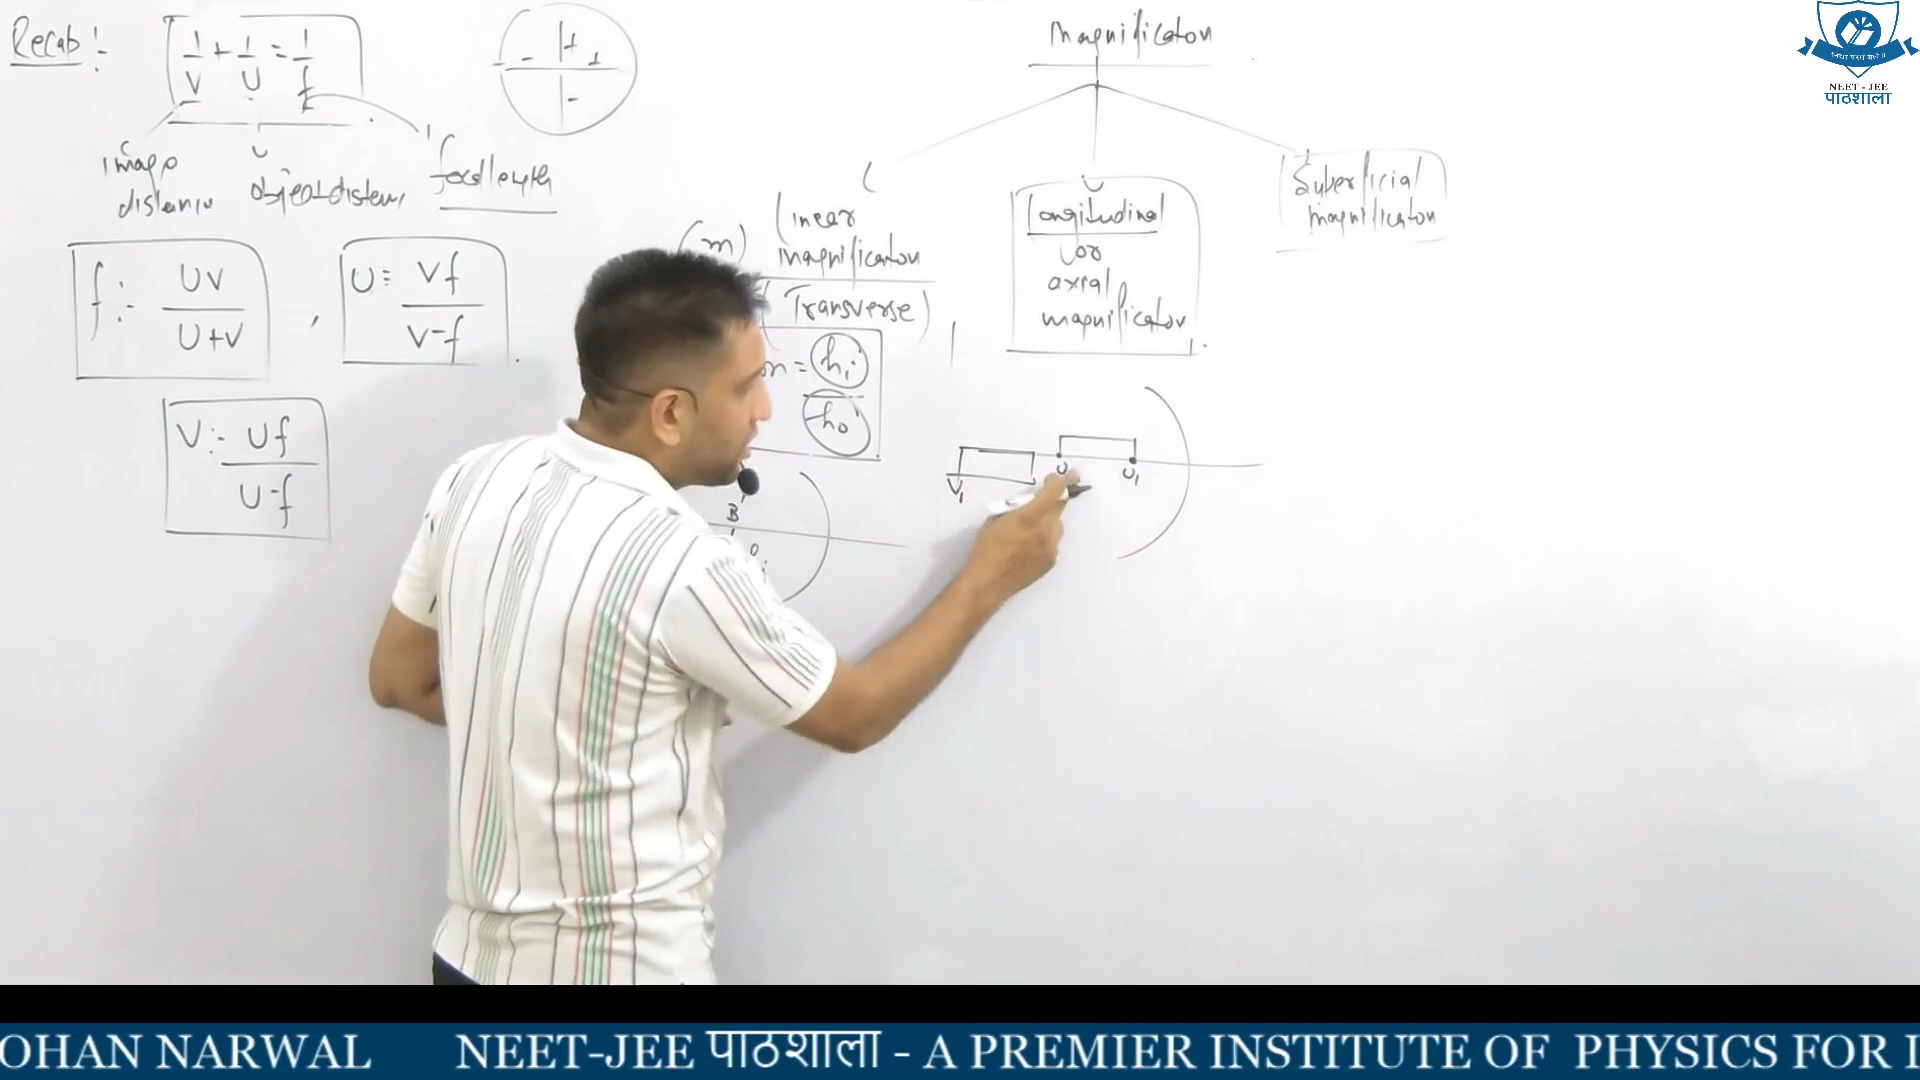 Recab :-
1/V + 1/U = 1/f
- + + -
image
distance
object distance
focal length
f :- UV/U+V , U = Vf/V-f
V :- Uf/U-f
Magnification
(m) Linear
magnification
(Transverse)
m = hi/ho
B
O
Longitudinal
or
axial
magnification
Superficial
magnification
V1 U U1
NEET - JEE
पाठशाला
OHAN NARWAL NEET-JEE पाठशाला - A PREMIER INSTITUTE OF PHYSICS FOR